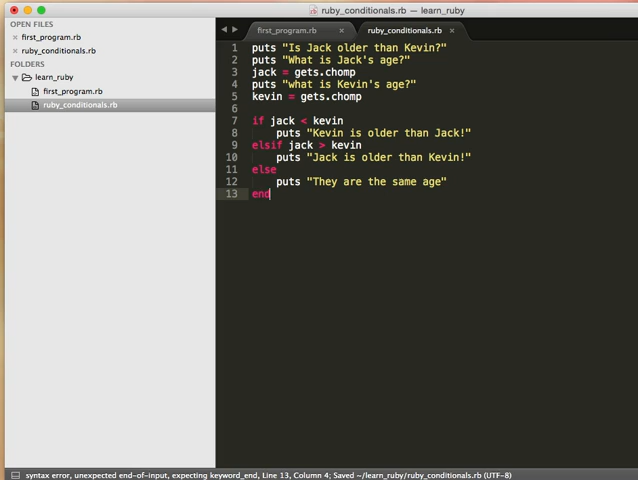 ruby_conditionals.rb — learn_ruby
OPEN FILES
first_program.rb
ruby_conditionals.rb
FOLDERS
learn_ruby
first_program.rb
ruby_conditionals.rb
first_program.rb
ruby_conditionals.rb
1 puts "Is Jack older than Kevin?"
2 puts "What is Jack's age?"
3 jack = gets.chomp
4 puts "what is Kevin's age?"
5 kevin = gets.chomp
6
7 if jack < kevin
8 puts "Kevin is older than Jack!"
9 elsif jack > kevin
10 puts "Jack is older than Kevin!"
11 else
12 puts "They are the same age"
13 end
syntax error, unexpected end-of-input, expecting keyword_end, Line 13, Column 4; Saved ~/learn_ruby/ruby_conditionals.rb (UTF-8)